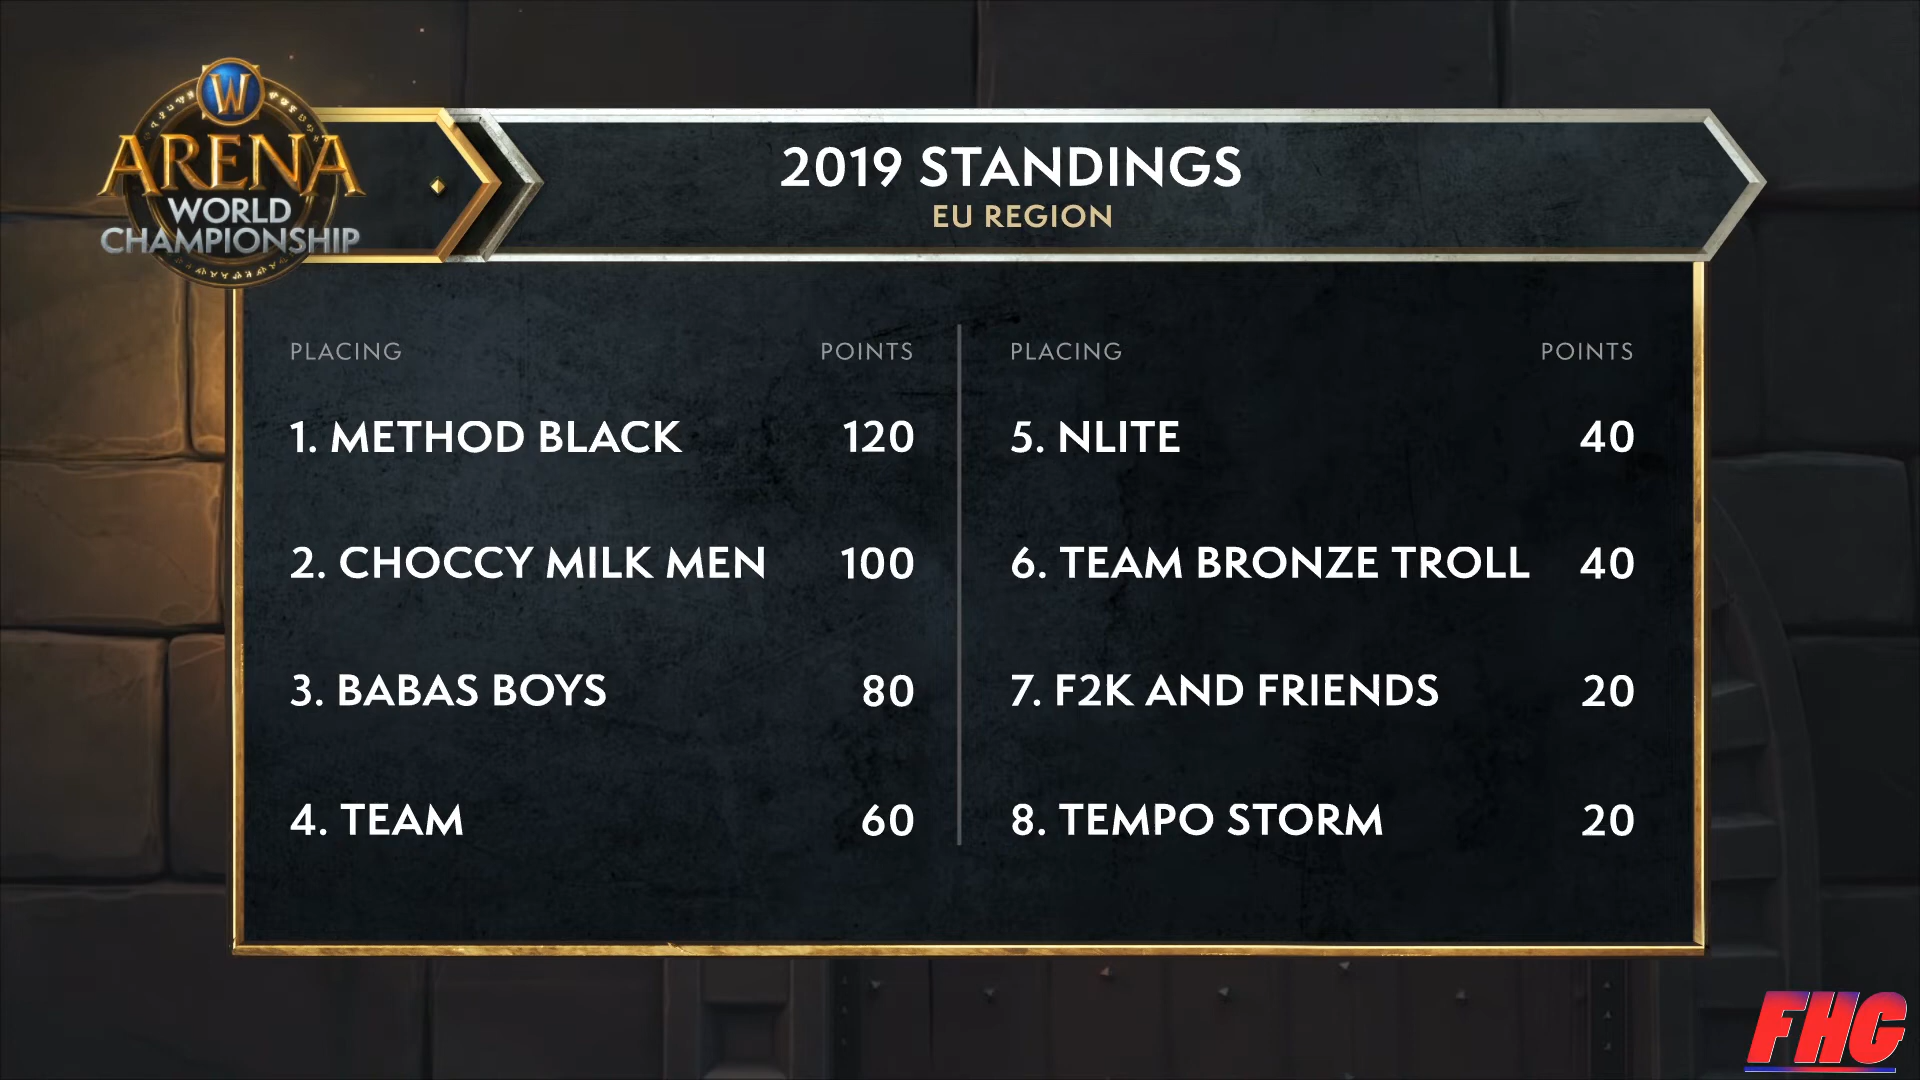 W
ARENA
WORLD
CHAMPIONSHIP
2019 STANDINGS
EU REGION
PLACING POINTS
1. METHOD BLACK 120
2. CHOCCY MILK MEN 100
3. BABAS BOYS 80
4. TEAM 60
PLACING POINTS
5. NLITE 40
6. TEAM BRONZE TROLL 40
7. F2K AND FRIENDS 20
8. TEMPO STORM 20
FHG